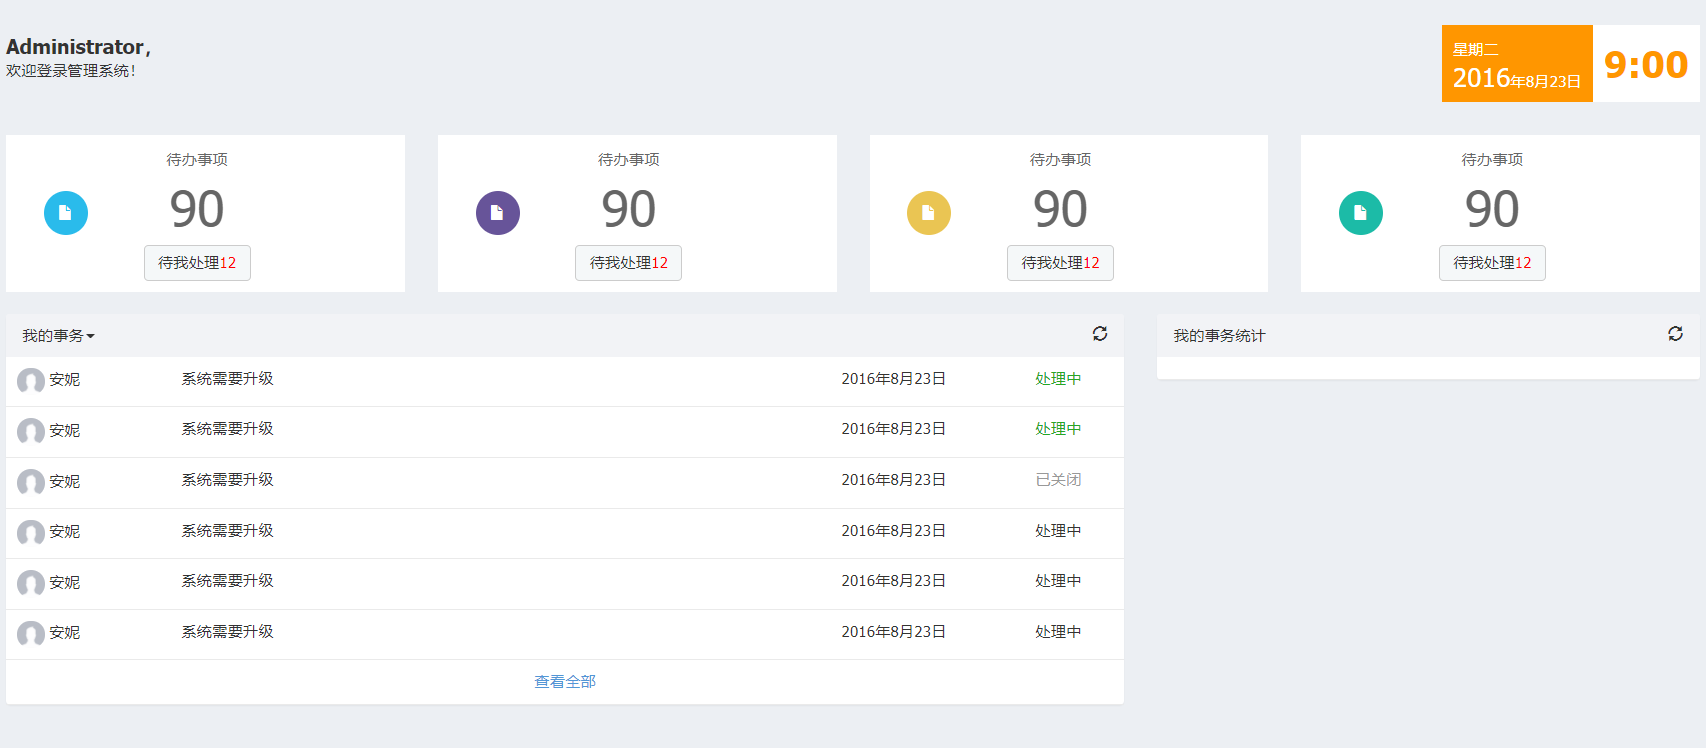 Administrator，
欢迎登录管理系统！
星期二
2016年8月23日
9:00
待办事项
90
待我处理12
待办事项
90
待我处理12
待办事项
90
待我处理12
待办事项
90
待我处理12
我的事务
安妮 系统需要升级 2016年8月23日 处理中
安妮 系统需要升级 2016年8月23日 处理中
安妮 系统需要升级 2016年8月23日 已关闭
安妮 系统需要升级 2016年8月23日 处理中
安妮 系统需要升级 2016年8月23日 处理中
安妮 系统需要升级 2016年8月23日 处理中
查看全部
我的事务统计